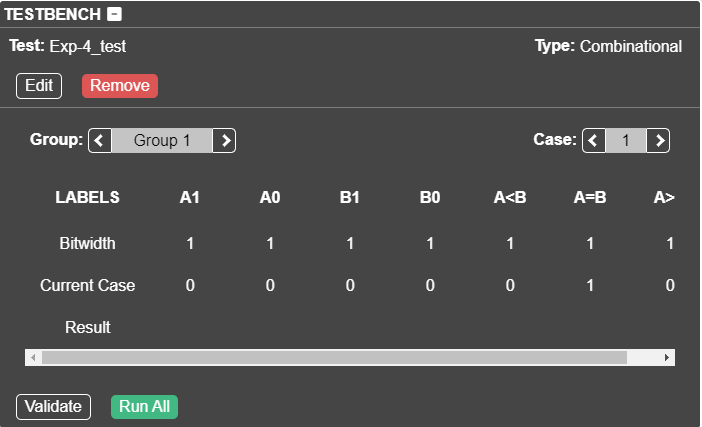 TESTBENCH
Test: Exp-4_test Type: Combinational
Edit Remove
Group: Group 1 Case: 1
LABELS A1 A0 B1 B0 A<B A=B A>
Bitwidth 1 1 1 1 1 1 1
Current Case 0 0 0 0 0 1 0
Result
Validate Run All